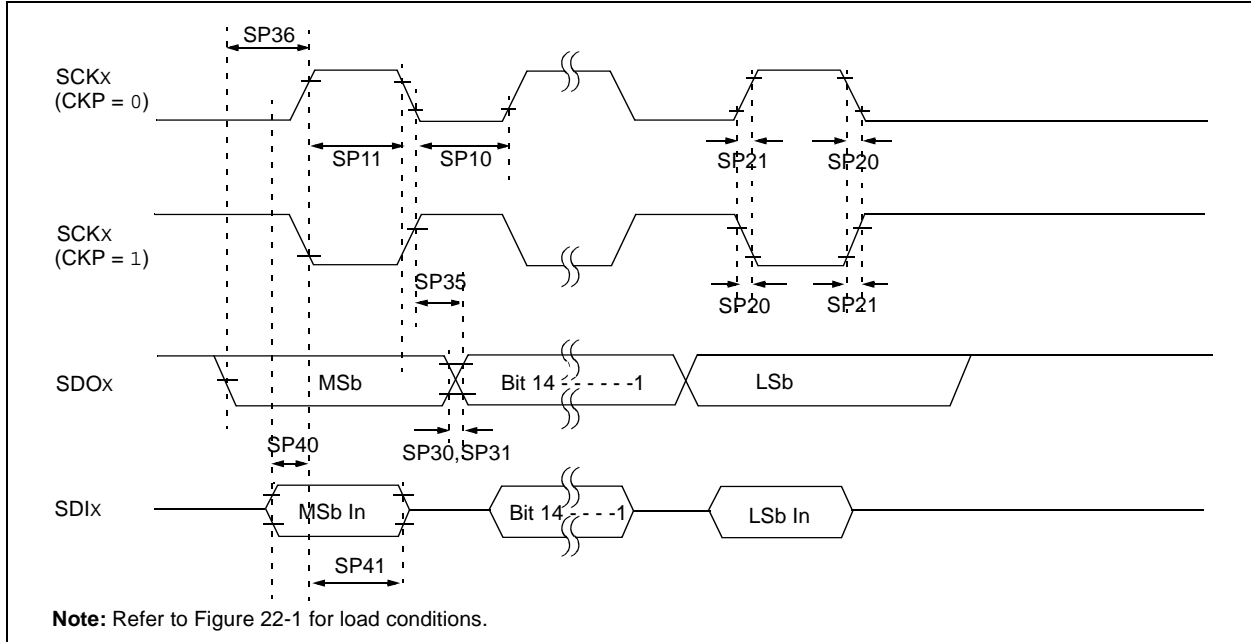 SP36
SCKX
(CKP = 0)
SP11
SP10
SP21
SP20
SCKX
(CKP = 1)
SP35
SP20
SP21
SDOX
MSb
Bit 14 - - - - - -1
LSb
SP40
SP30,SP31
SDIX
MSb In
Bit 14 - - - -1
LSb In
SP41
Note: Refer to Figure 22-1 for load conditions.